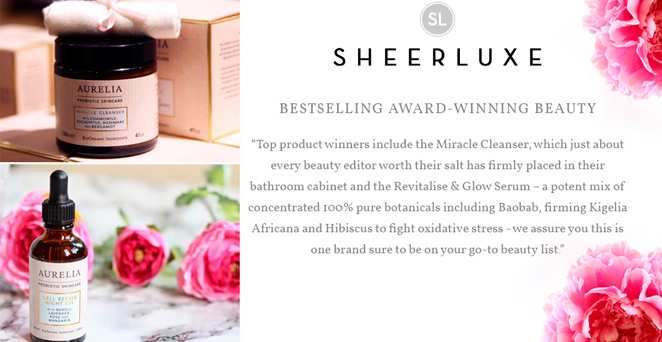 AURELIA
PROBIOTIC SKINCARE
MIRACLE CLEANSER
WITH CHAMOMILE,
EUCALYPTUS, ROSEMARY
AND BERGAMOT
AURELIA
PROBIOTIC SKINCARE
CELL REPAIR
NIGHT OIL
WITH NEROLI,
LAVENDER,
ROSE AND
MANDARIN
SL
SHEERLUXE
BESTSELLING AWARD-WINNING BEAUTY
“Top product winners include the Miracle Cleanser, which just about
every beauty editor worth their salt has firmly placed in their
bathroom cabinet and the Revitalise & Glow Serum – a potent mix of
concentrated 100% pure botanicals including Baobab, firming Kigelia
Africana and Hibiscus to fight oxidative stress - we assure you this is
one brand sure to be on your go-to beauty list.”